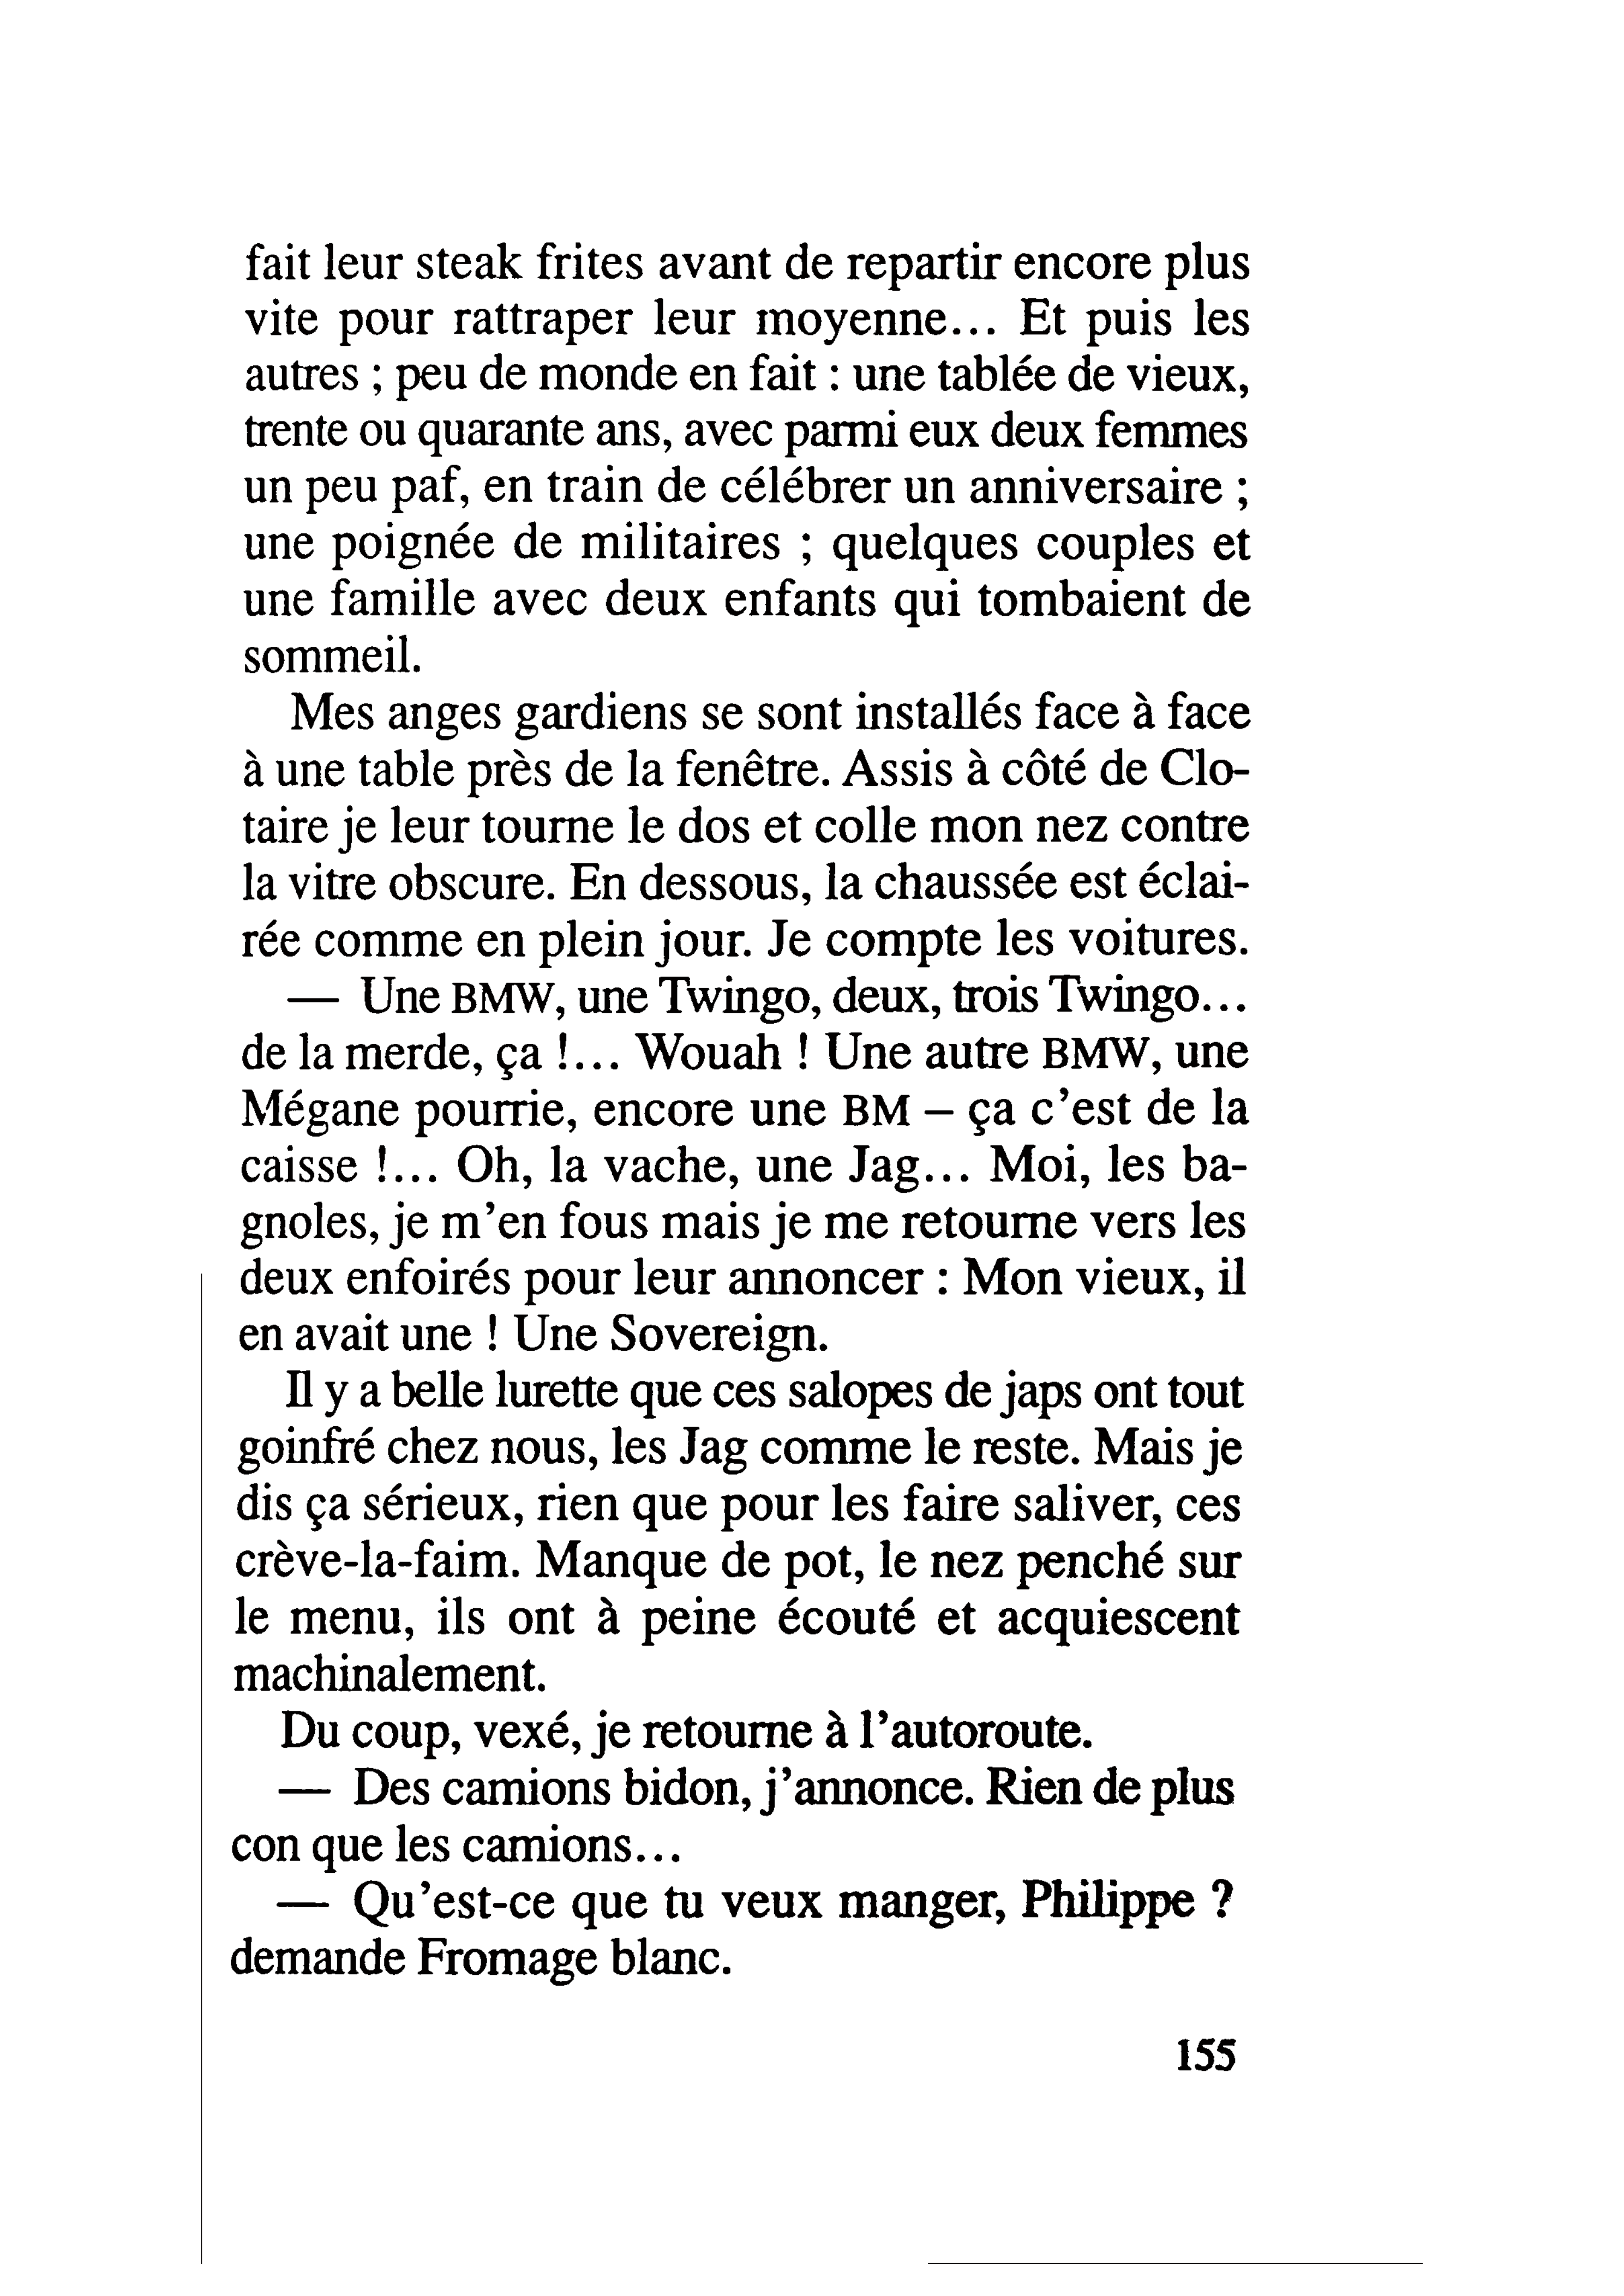 fait leur steak frites avant de repartir encore plus
vite pour rattraper leur moyenne... Et puis les
autres ; peu de monde en fait : une tablée de vieux,
trente ou quarante ans, avec parmi eux deux femmes
un peu paf, en train de célébrer un anniversaire ;
une poignée de militaires ; quelques couples et
une famille avec deux enfants qui tombaient de
sommeil.
Mes anges gardiens se sont installés face à face
à une table près de la fenêtre. Assis à côté de Clo-
taire je leur tourne le dos et colle mon nez contre
la vitre obscure. En dessous, la chaussée est éclai-
rée comme en plein jour. Je compte les voitures.
— Une BMW, une Twingo, deux, trois Twingo...
de la merde, ça !... Wouah ! Une autre BMW, une
Mégane pourrie, encore une BM – ça c'est de la
caisse !... Oh, la vache, une Jag... Moi, les ba-
gnoles, je m'en fous mais je me retourne vers les
deux enfoirés pour leur annoncer : Mon vieux, il
en avait une ! Une Sovereign.
Il y a belle lurette que ces salopes de japs ont tout
goinfré chez nous, les Jag comme le reste. Mais je
dis ça sérieux, rien que pour les faire saliver, ces
crève-la-faim. Manque de pot, le nez penché sur
le menu, ils ont à peine écouté et acquiescent
machinalement.
Du coup, vexé, je retourne à l'autoroute.
— Des camions bidon, j'annonce. Rien de plus
con que les camions...
— Qu'est-ce que tu veux manger, Philippe ?
demande Fromage blanc.
155